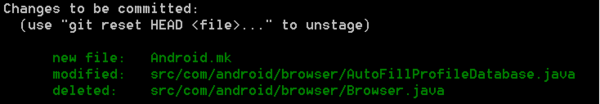 Changes to be committed:
(use "git reset HEAD <file>..." to unstage)
new file: Android.mk
modified: src/com/android/browser/AutoFillProfileDatabase.java
deleted: src/com/android/browser/Browser.java